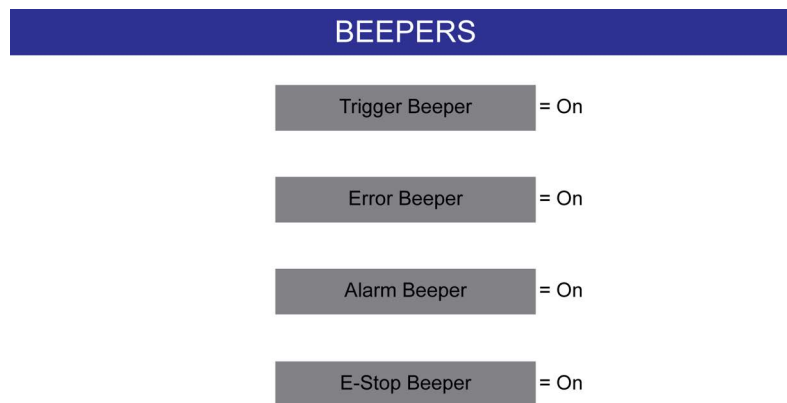 BEEPERS
Trigger Beeper = On
Error Beeper = On
Alarm Beeper = On
E-Stop Beeper = On